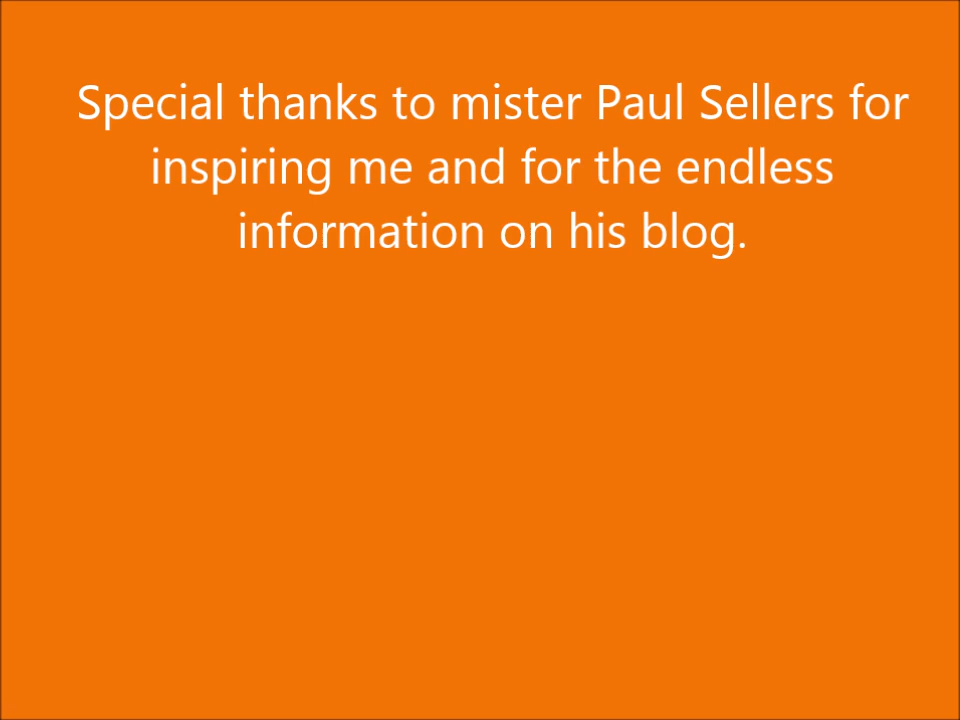 Special thanks to mister Paul Sellers for
inspiring me and for the endless
information on his blog.